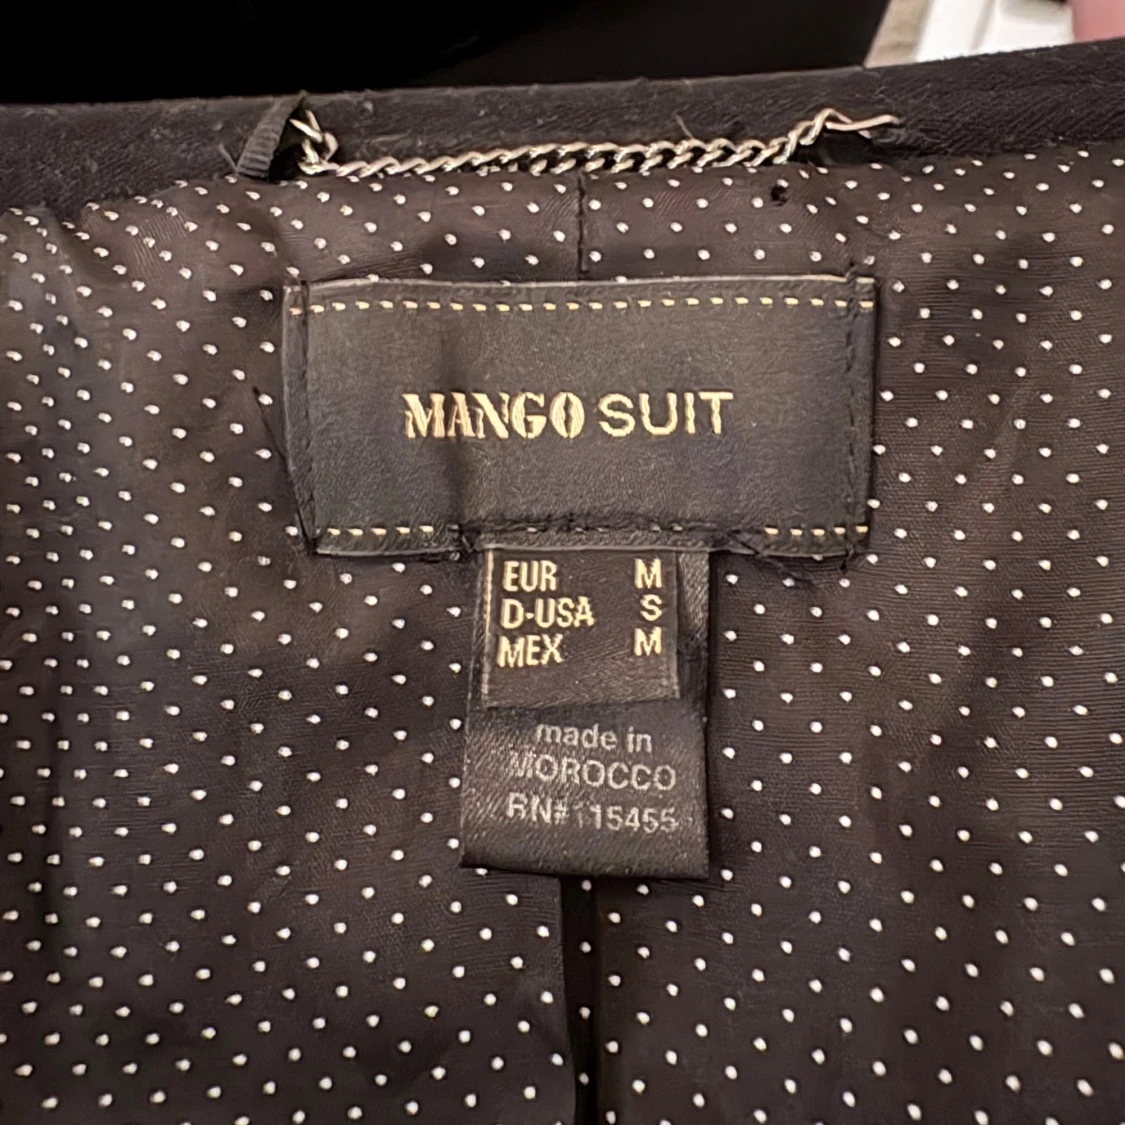 MANGO SUIT
EUR M
D-USA S
MEX M
made in
MOROCCO
RN#115455